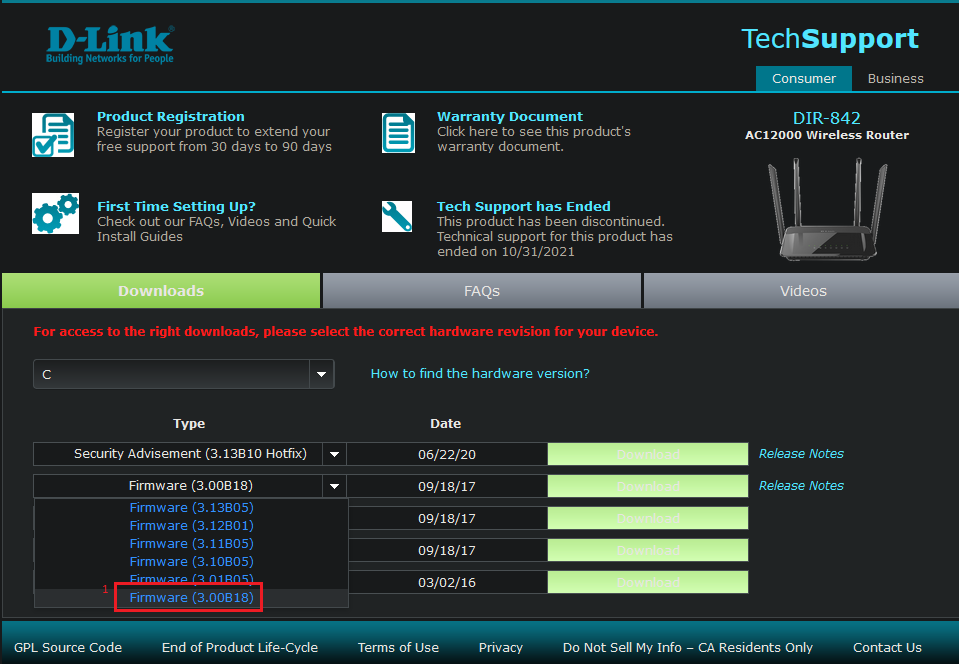 D-Link
Building Networks for People
TechSupport
Consumer
Business
Product Registration
Register your product to extend your
free support from 30 days to 90 days
Warranty Document
Click here to see this product's
warranty document.
DIR-842
AC12000 Wireless Router
First Time Setting Up?
Check out our FAQs, Videos and Quick
Install Guides
Tech Support has Ended
This product has been discontinued.
Technical support for this product has
ended on 10/31/2021
Downloads
FAQs
Videos
For access to the right downloads, please select the correct hardware revision for your device.
C
How to find the hardware version?
Type
Date
Security Advisement (3.13B10 Hotfix)
06/22/20
Download
Release Notes
Firmware (3.00B18)
09/18/17
Download
Release Notes
Firmware (3.13B05)
Firmware (3.12B01)
09/18/17
Download
Firmware (3.11B05)
09/18/17
Download
Firmware (3.10B05)
Firmware (3.01B05)
03/02/16
Download
1
Firmware (3.00B18)
GPL Source Code
End of Product Life-Cycle
Terms of Use
Privacy
Do Not Sell My Info – CA Residents Only
Contact Us